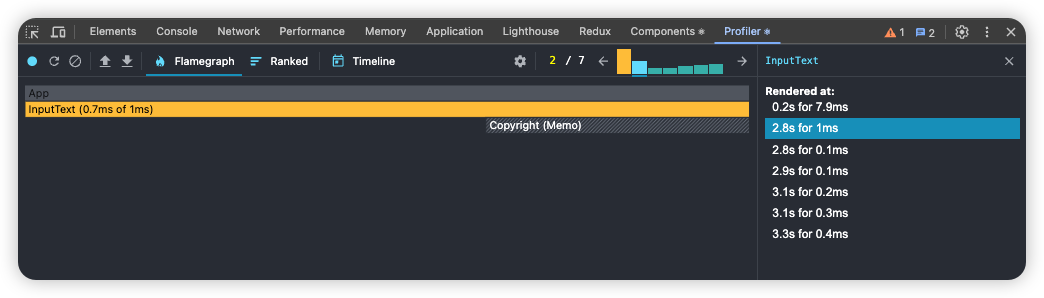 Elements Console Network Performance Memory Application Lighthouse Redux Components Profiler 1 2
Flamegraph Ranked Timeline 2 / 7 InputText
App
InputText (0.7ms of 1ms)
Copyright (Memo)
Rendered at:
0.2s for 7.9ms
2.8s for 1ms
2.8s for 0.1ms
2.9s for 0.1ms
3.1s for 0.2ms
3.1s for 0.3ms
3.3s for 0.4ms